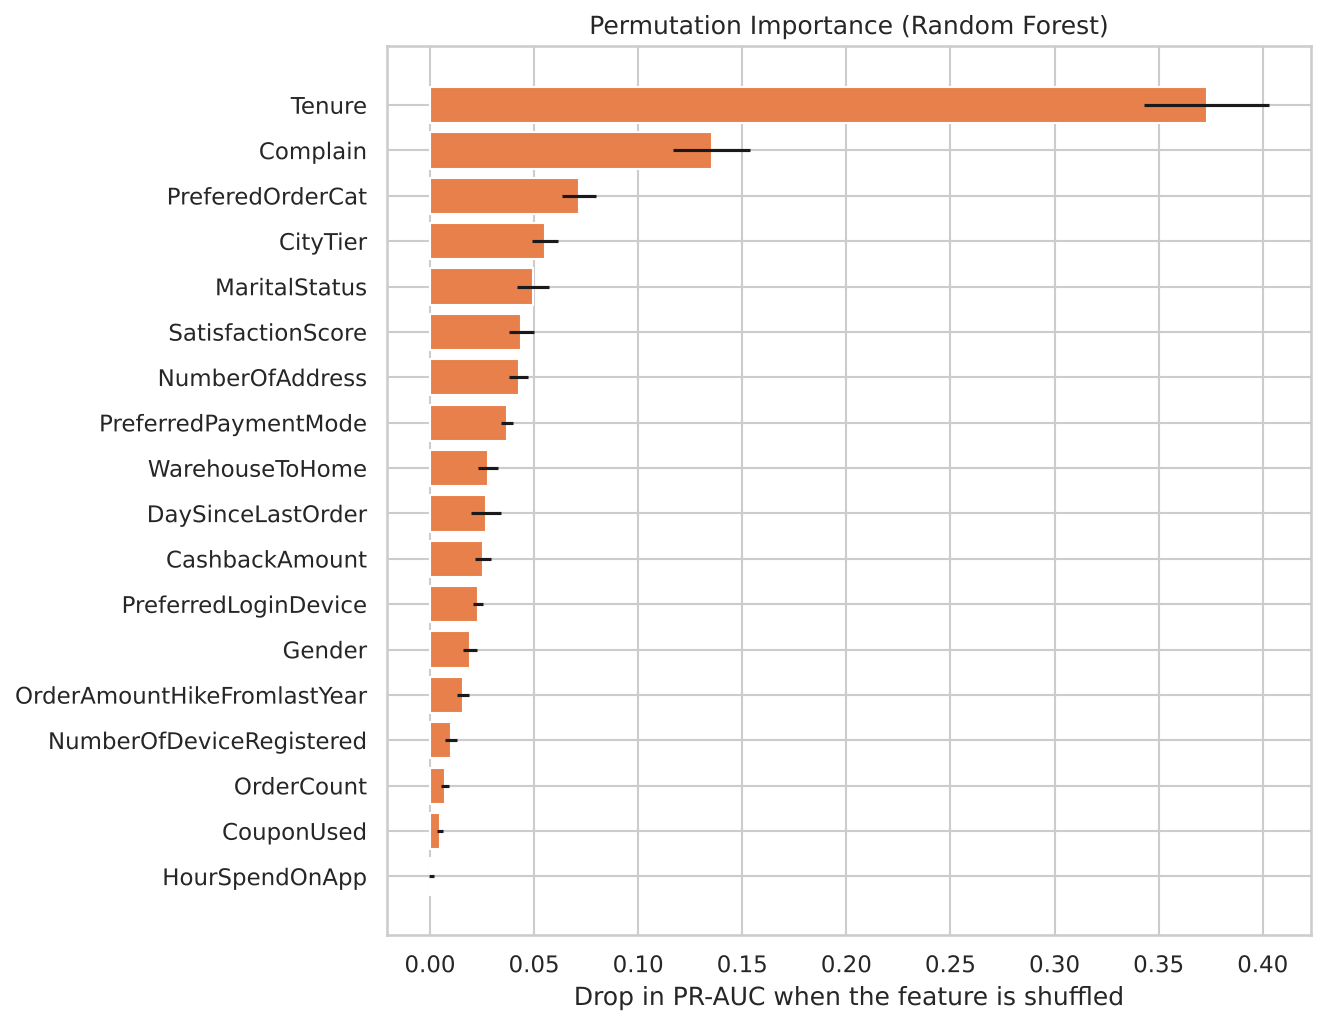 Permutation Importance (Random Forest)
Tenure
Complain
PreferedOrderCat
CityTier
MaritalStatus
SatisfactionScore
NumberOfAddress
PreferredPaymentMode
WarehouseToHome
DaySinceLastOrder
CashbackAmount
PreferredLoginDevice
Gender
OrderAmountHikeFromlastYear
NumberOfDeviceRegistered
OrderCount
CouponUsed
HourSpendOnApp
0.00 0.05 0.10 0.15 0.20 0.25 0.30 0.35 0.40
Drop in PR-AUC when the feature is shuffled